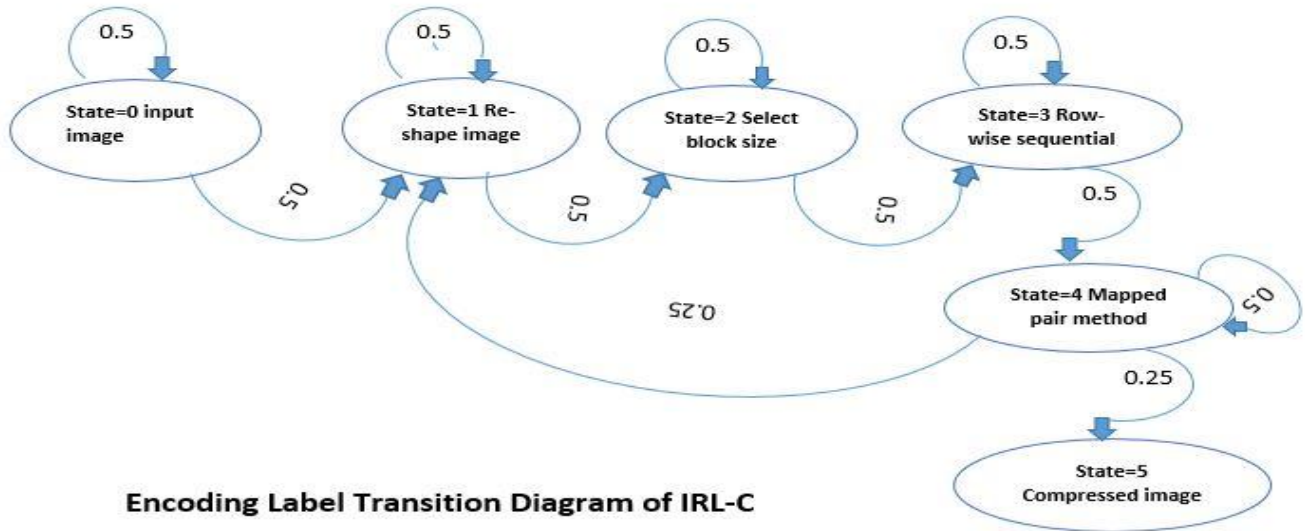 0.5
0.5
0.5
0.5
State=0 input
image
State=1 Re-
shape image
State=2 Select
block size
State=3 Row-
wise sequential
0.5
0.5
0.5
0.5
State=4 Mapped
pair method
0.5
0.25
0.25
State=5
Compressed image
Encoding Label Transition Diagram of IRL-C